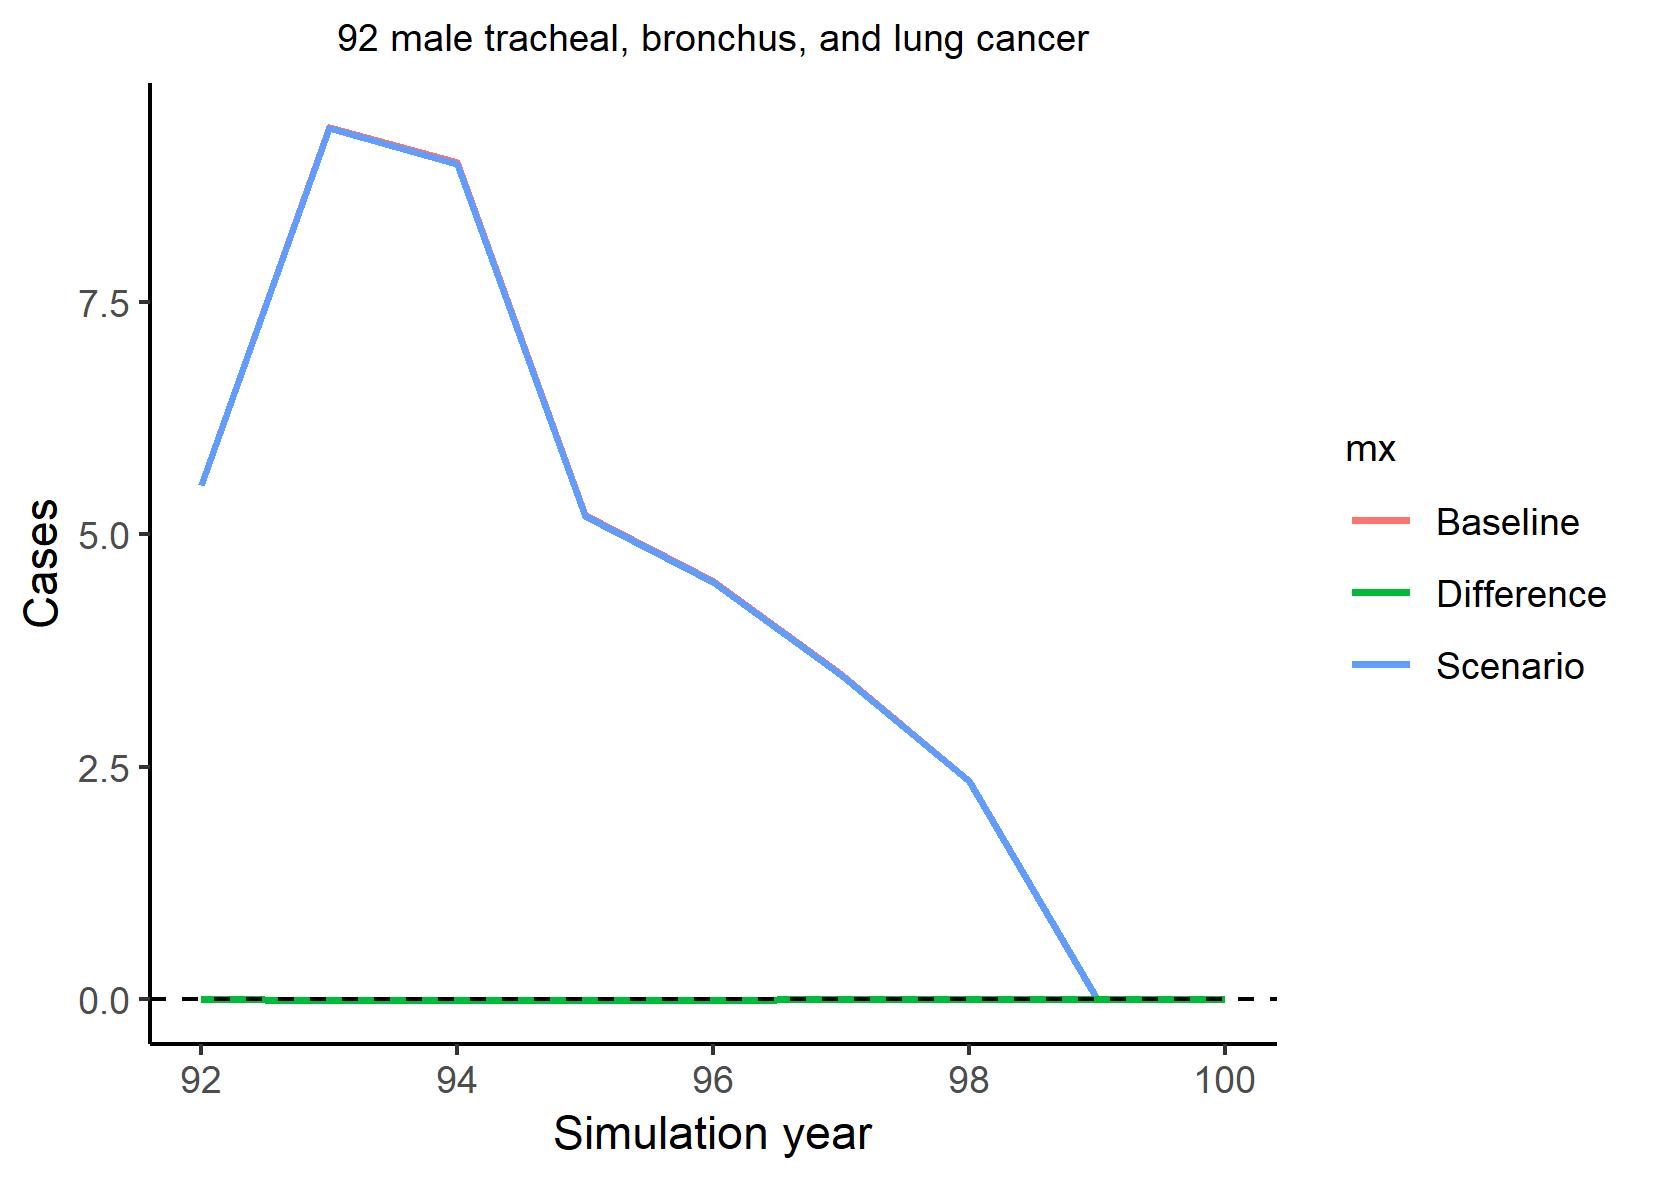 92 male tracheal, bronchus, and lung cancer
Cases
7.5
5.0
2.5
0.0
92 94 96 98 100
Simulation year
mx
Baseline
Difference
Scenario